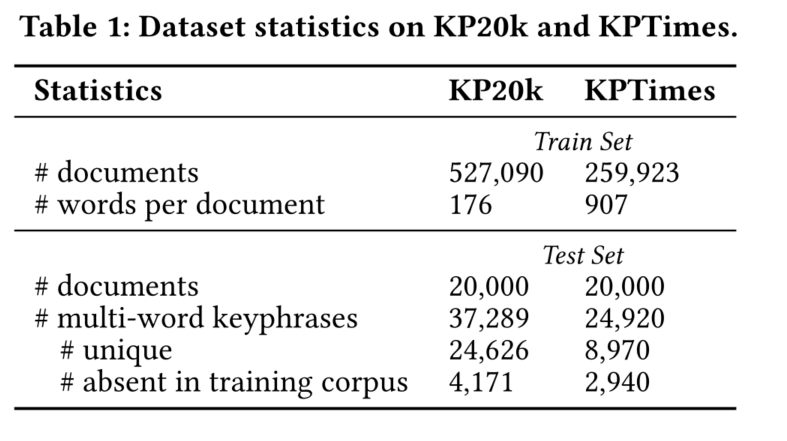 Table 1: Dataset statistics on KP20k and KPTimes.
Statistics KP20k KPTimes
Train Set
# documents 527,090 259,923
# words per document 176 907
Test Set
# documents 20,000 20,000
# multi-word keyphrases 37,289 24,920
# unique 24,626 8,970
# absent in training corpus 4,171 2,940